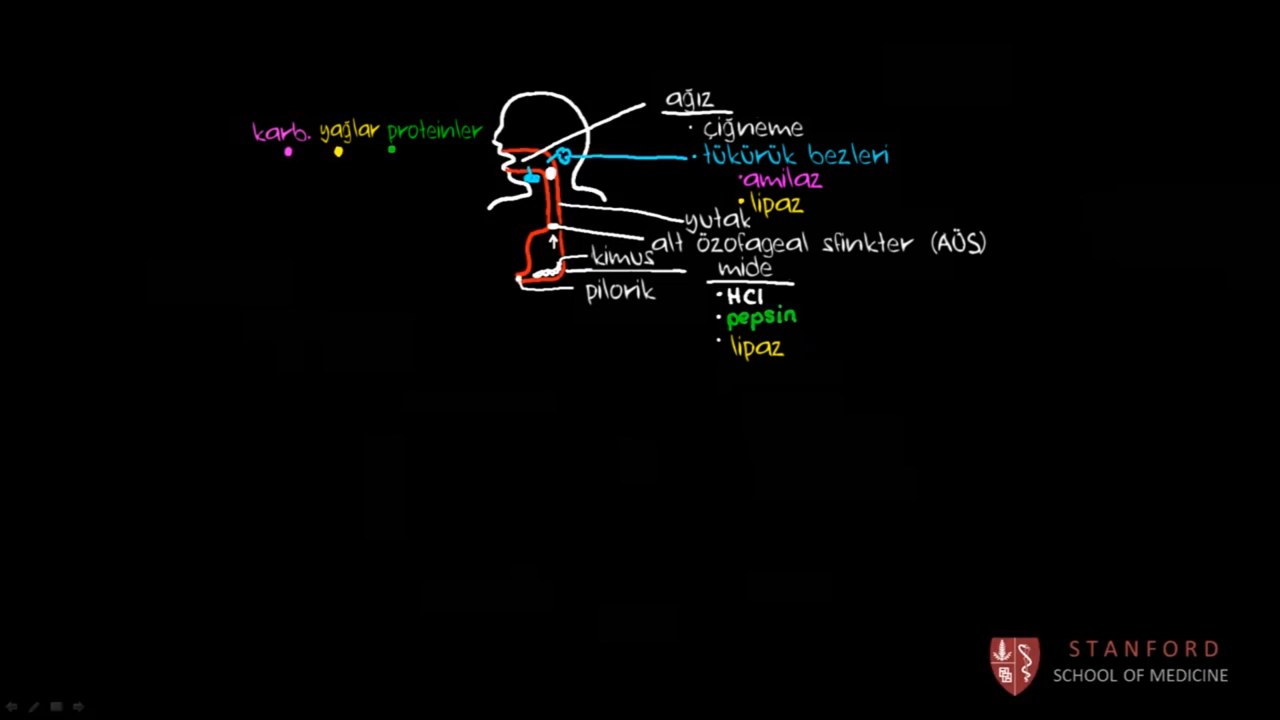 karb. yağlar proteinler
ağız
• çiğneme
• tükürük bezleri
• amilaz
• lipaz
yutak
alt özofageal sfinkter (AÜS)
kimus
mide
pilorik
• HCl
• pepsin
• lipaz
STANFORD
SCHOOL OF MEDICINE